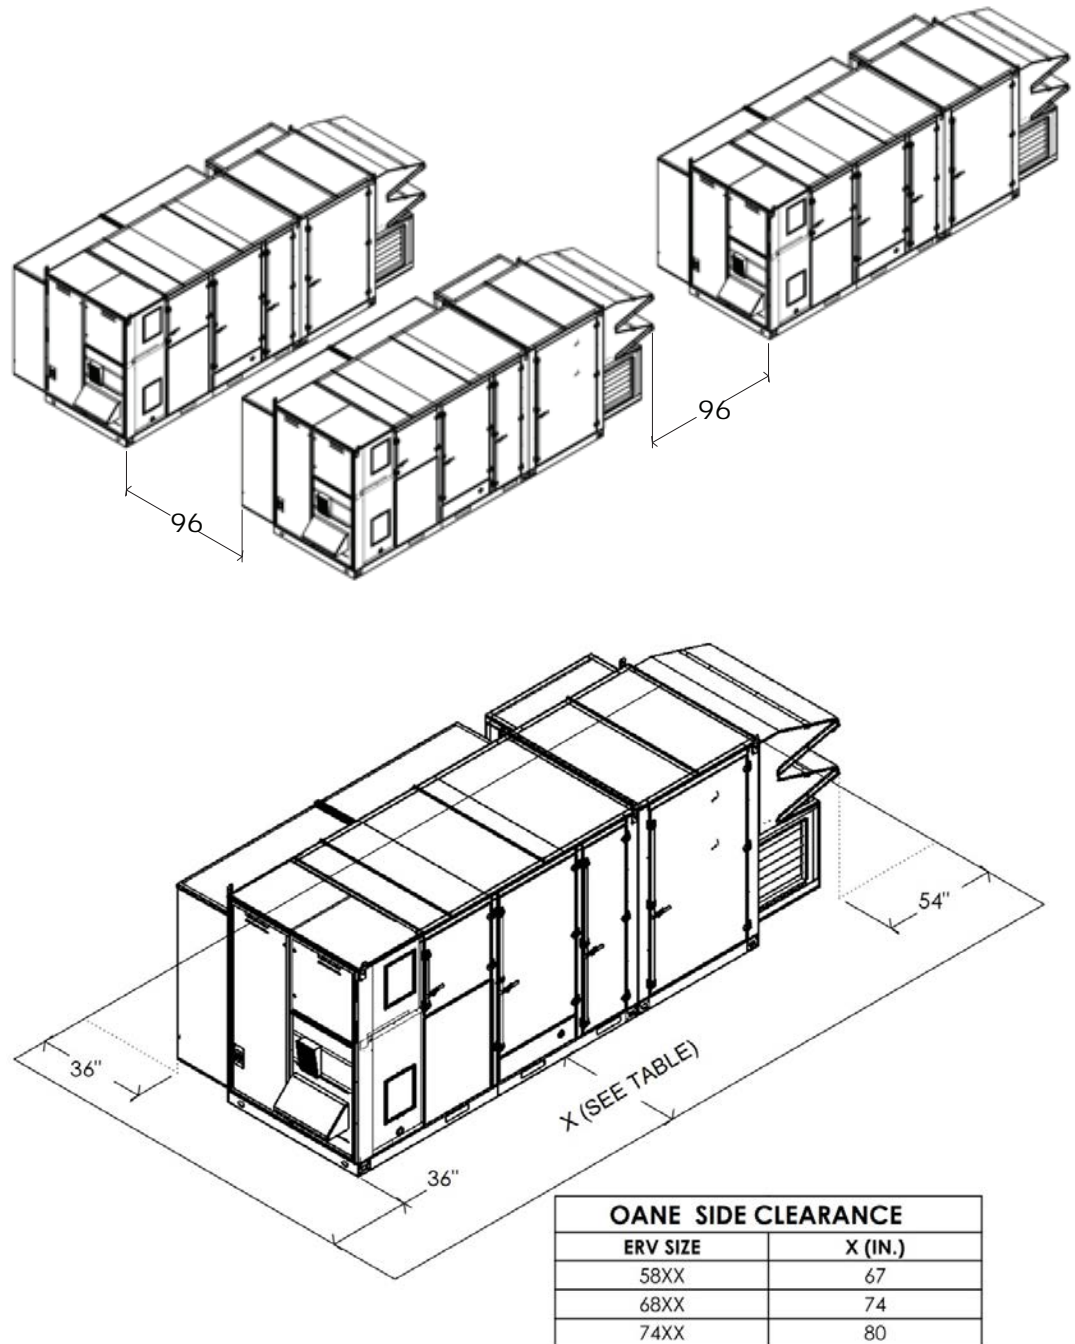 96
96
54"
36"
X (SEE TABLE)
36"
OANE SIDE CLEARANCE
ERV SIZE X (IN.)
58XX 67
68XX 74
74XX 80